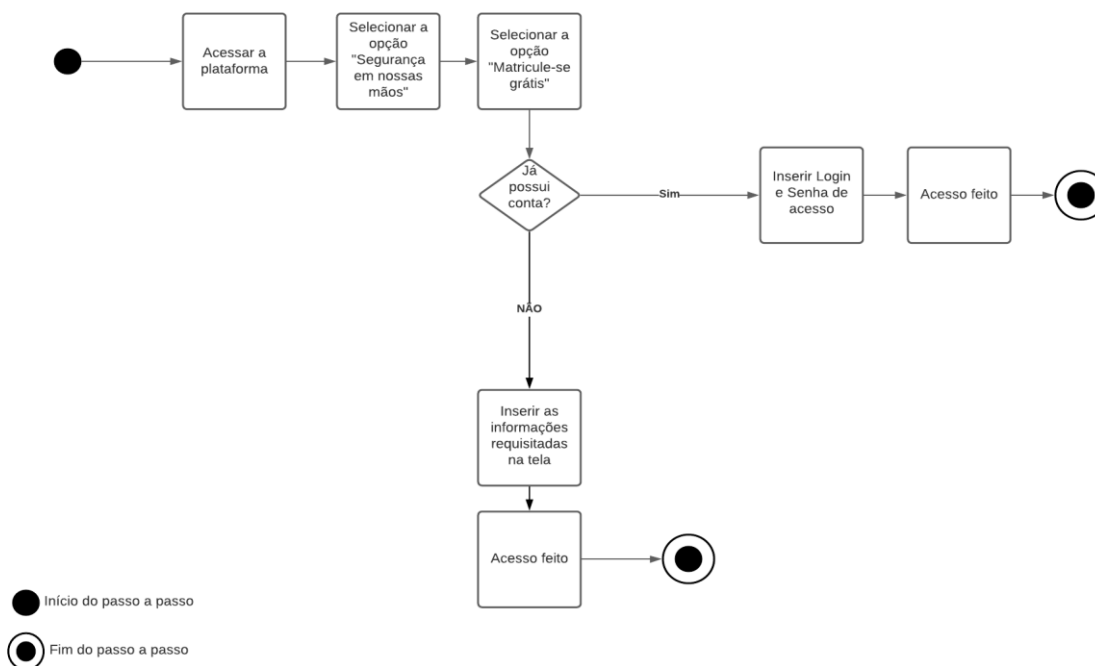 Acessar a
plataforma
Selecionar a
opção
"Segurança
em nossas
mãos"
Selecionar a
opção
"Matricule-se
grátis"
Já
possui
conta?
Sim
Inserir Login
e Senha de
acesso
Acesso feito
NÃO
Inserir as
informações
requisitadas
na tela
Acesso feito
Início do passo a passo
Fim do passo a passo